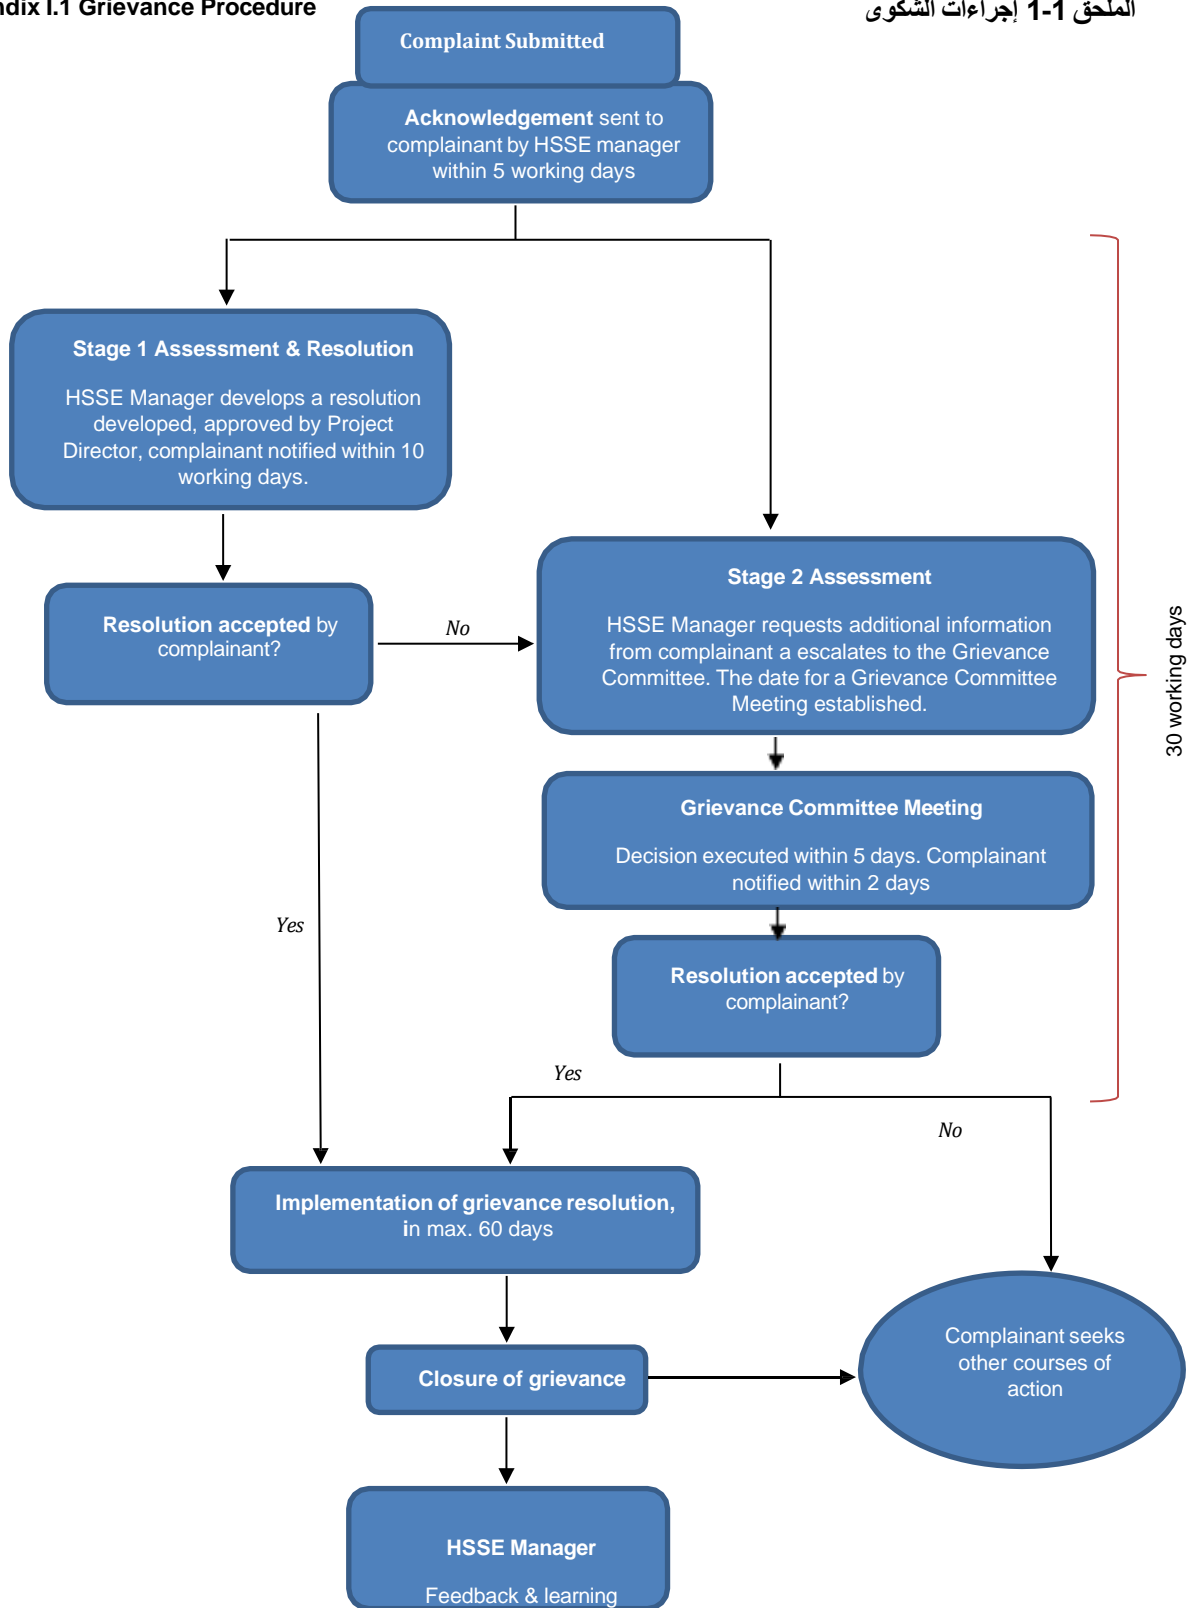 ndix I.1 Grievance Procedure
الملحق 1-1 إجراءات الشكوى
Complaint Submitted
Acknowledgement sent to
complainant by HSSE manager
within 5 working days
Stage 1 Assessment & Resolution
HSSE Manager develops a resolution
developed, approved by Project
Director, complainant notified within 10
working days.
Resolution accepted by
complainant?
No
Stage 2 Assessment
HSSE Manager requests additional information
from complainant a escalates to the Grievance
Committee. The date for a Grievance Committee
Meeting established.
30 working days
Grievance Committee Meeting
Decision executed within 5 days. Complainant
notified within 2 days
Yes
Resolution accepted by
complainant?
Yes
No
Implementation of grievance resolution,
in max. 60 days
Complainant seeks
other courses of
action
Closure of grievance
HSSE Manager
Feedback & learning